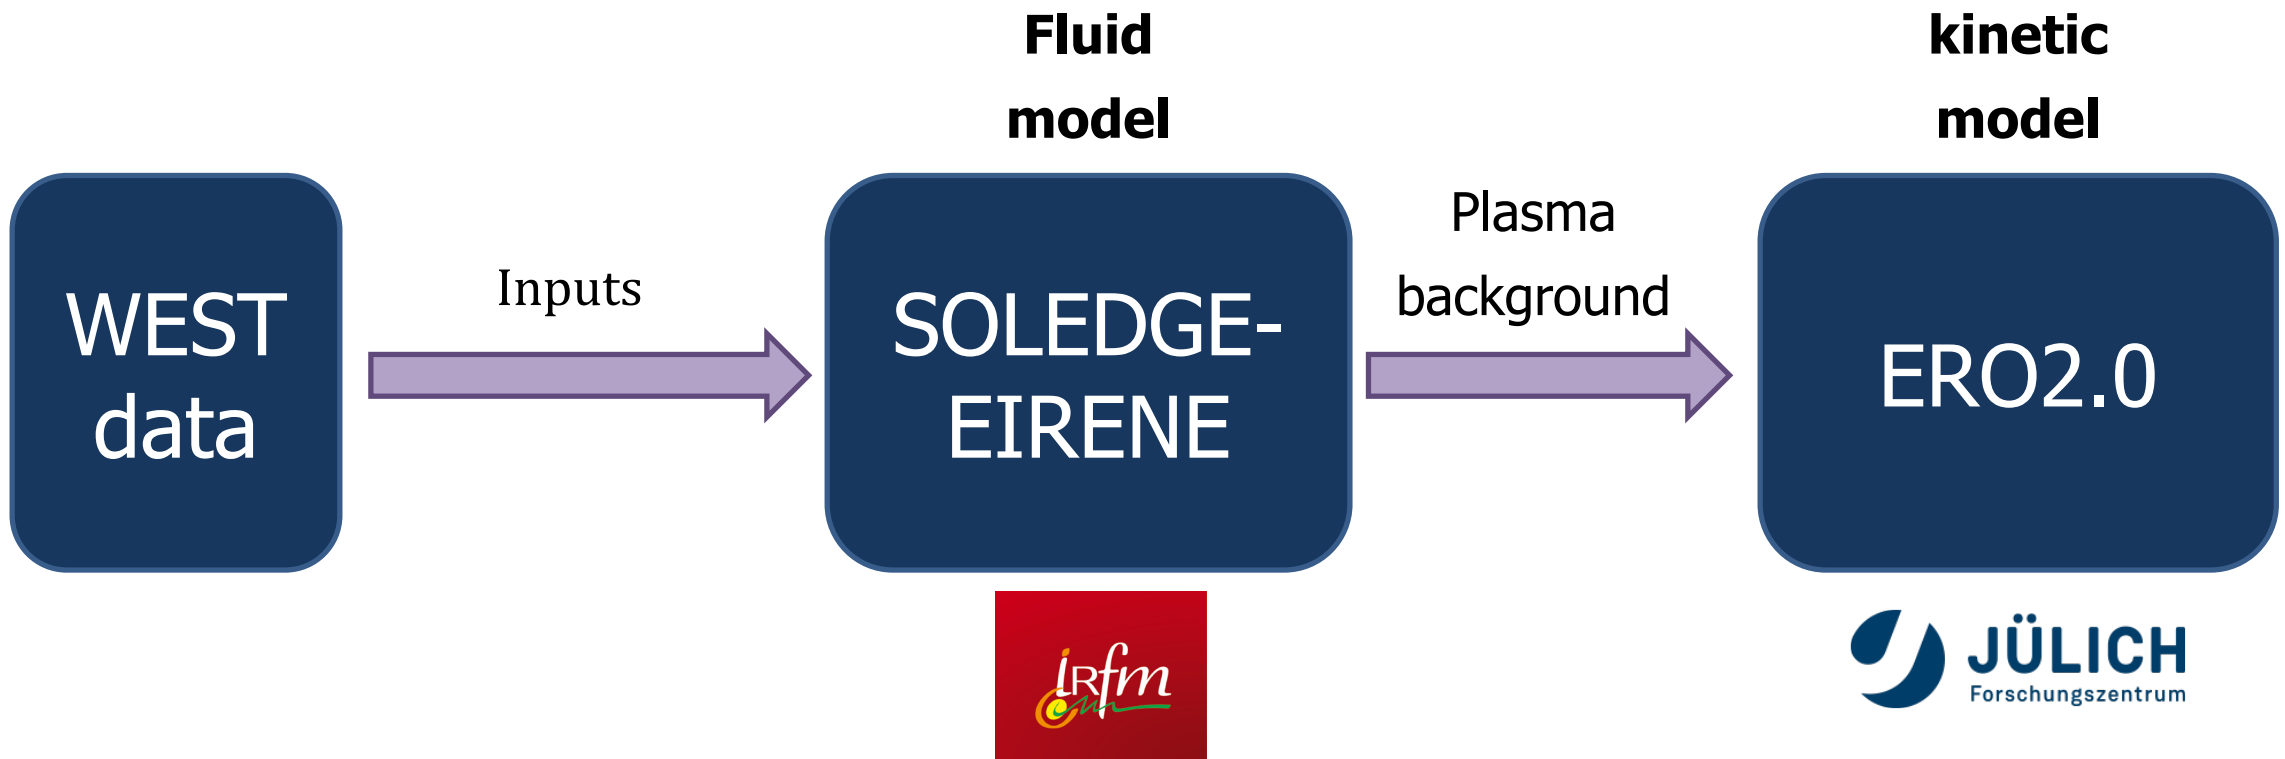 Fluid
model
kinetic
model
WEST
data
Inputs
SOLEDGE-
EIRENE
Plasma
background
ERO2.0
irfm
JÜLICH
Forschungszentrum